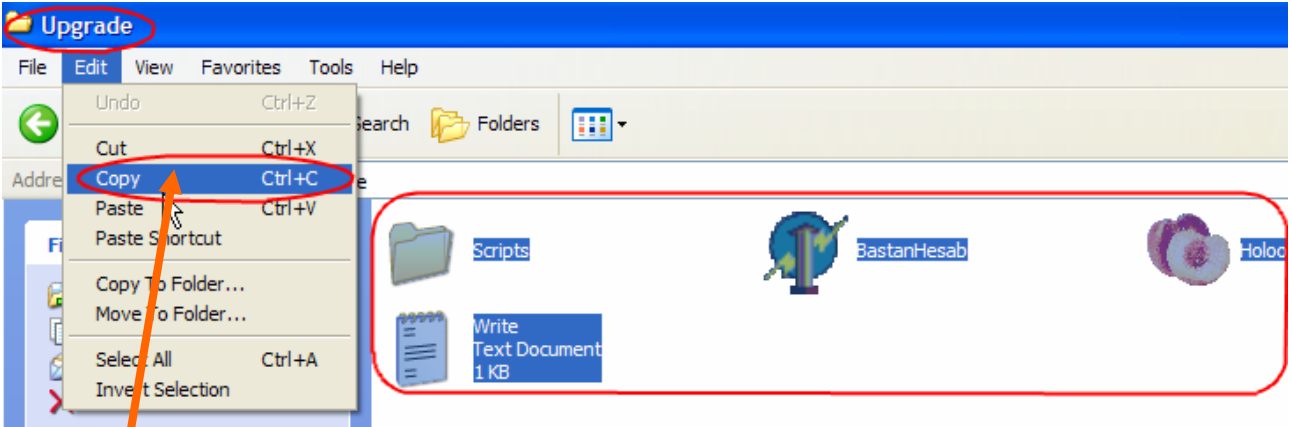 Upgrade
File Edit View Favorites Tools Help
Undo Ctrl+Z
Search Folders
Cut Ctrl+X
Copy Ctrl+C
Paste Ctrl+V
Paste Shortcut
Scripts BastanHesab Holoo
Copy To Folder...
Move To Folder...
Write
Text Document
1 KB
Select All Ctrl+A
Invert Selection